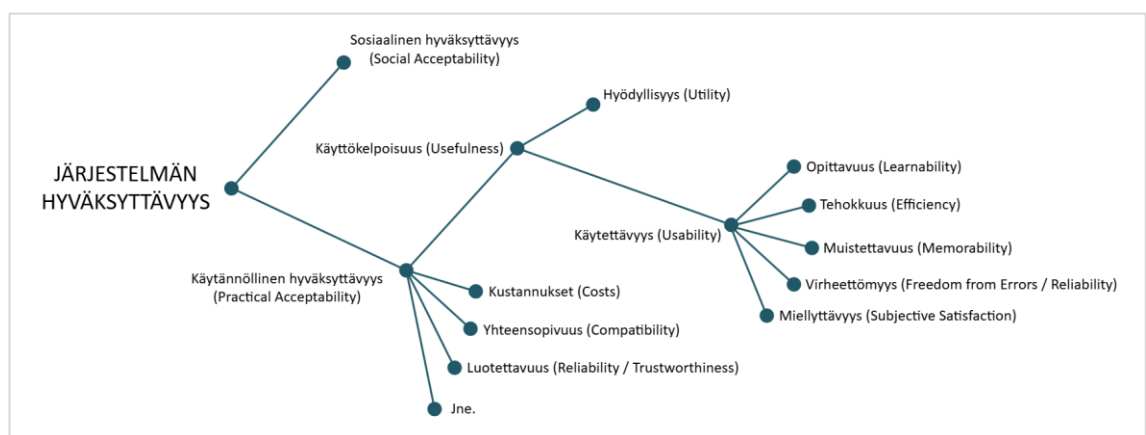 Sosiaalinen hyväksyttävyys
(Social Acceptability)
Hyödyllisyys (Utility)
Käyttökelpoisuus (Usefulness)
JÄRJESTELMÄN
HYVÄKSYTTÄVYYS
Opittavuus (Learnability)
Tehokkuus (Efficiency)
Käytettävyys (Usability)
Muistettavuus (Memorability)
Käytännöllinen hyväksyttävyys
(Practical Acceptability)
Virheettömyys (Freedom from Errors / Reliability)
Kustannukset (Costs)
Miellyttävyys (Subjective Satisfaction)
Yhteensopivuus (Compatibility)
Luotettavuus (Reliability / Trustworthiness)
Jne.